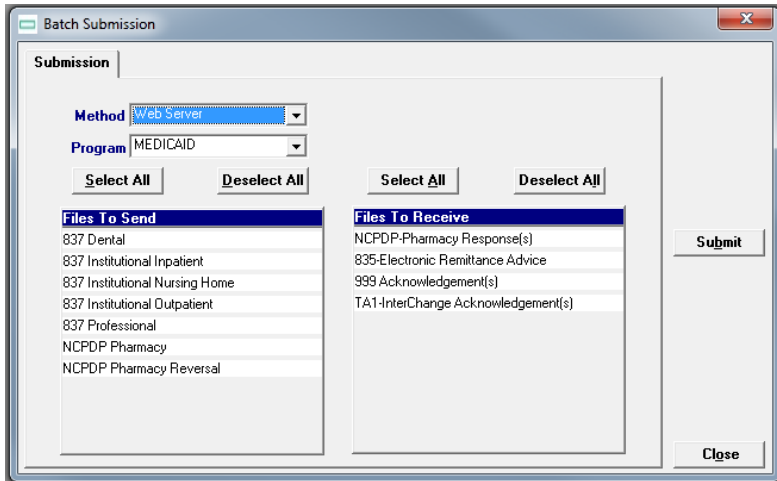 Batch Submission
Submission
Method Web Server
Program MEDICAID
Select All Deselect All Select All Deselect All
Files To Send
837 Dental
837 Institutional Inpatient
837 Institutional Nursing Home
837 Institutional Outpatient
837 Professional
NCPDP Pharmacy
NCPDP Pharmacy Reversal
Files To Receive
NCPDP-Pharmacy Response(s)
835-Electronic Remittance Advice
999 Acknowledgement(s)
TA1-InterChange Acknowledgement(s)
Submit
Close